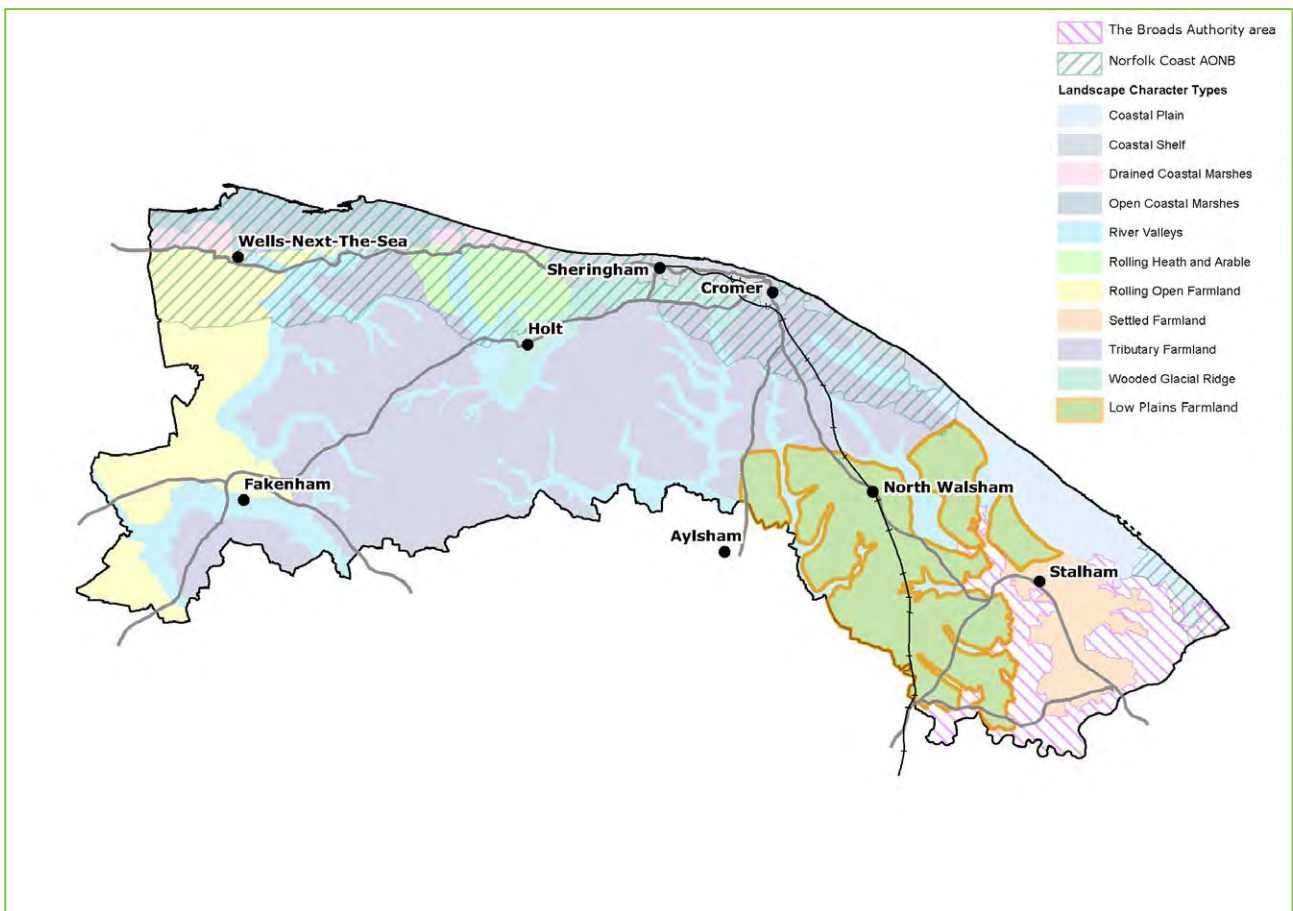 The Broads Authority area
Norfolk Coast AONB
Landscape Character Types
Coastal Plain
Coastal Shelf
Drained Coastal Marshes
Open Coastal Marshes
River Valleys
Rolling Heath and Arable
Rolling Open Farmland
Settled Farmland
Tributary Farmland
Wooded Glacial Ridge
Low Plains Farmland
Wells-Next-The-Sea
Sheringham
Cromer
Holt
Fakenham
North Walsham
Aylsham
Stalham